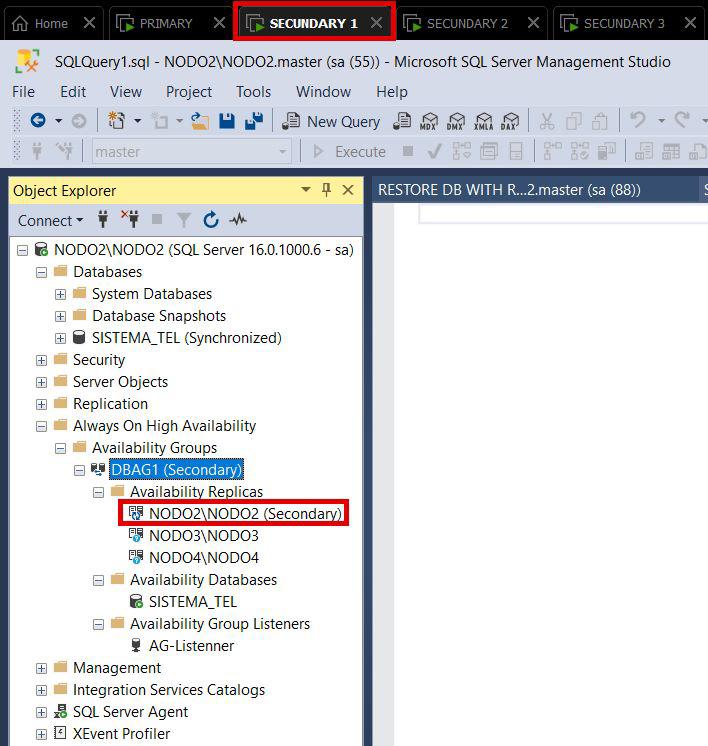 Home PRIMARY SECUNDARY 1 SECUNDARY 2 SECUNDARY 3
SQLQuery1.sql - NODO2\NODO2.master (sa (55)) - Microsoft SQL Server Management Studio
File Edit View Project Tools Window Help
New Query MDX DMX XMLA DAX
master Execute
Object Explorer
RESTORE DB WITH R...2.master (sa (88)) S
Connect
NODO2\NODO2 (SQL Server 16.0.1000.6 - sa)
Databases
System Databases
Database Snapshots
SISTEMA_TEL (Synchronized)
Security
Server Objects
Replication
Always On High Availability
Availability Groups
DBAG1 (Secondary)
Availability Replicas
NODO2\NODO2 (Secondary)
NODO3\NODO3
NODO4\NODO4
Availability Databases
SISTEMA_TEL
Availability Group Listeners
AG-Listenner
Management
Integration Services Catalogs
SQL Server Agent
XEvent Profiler